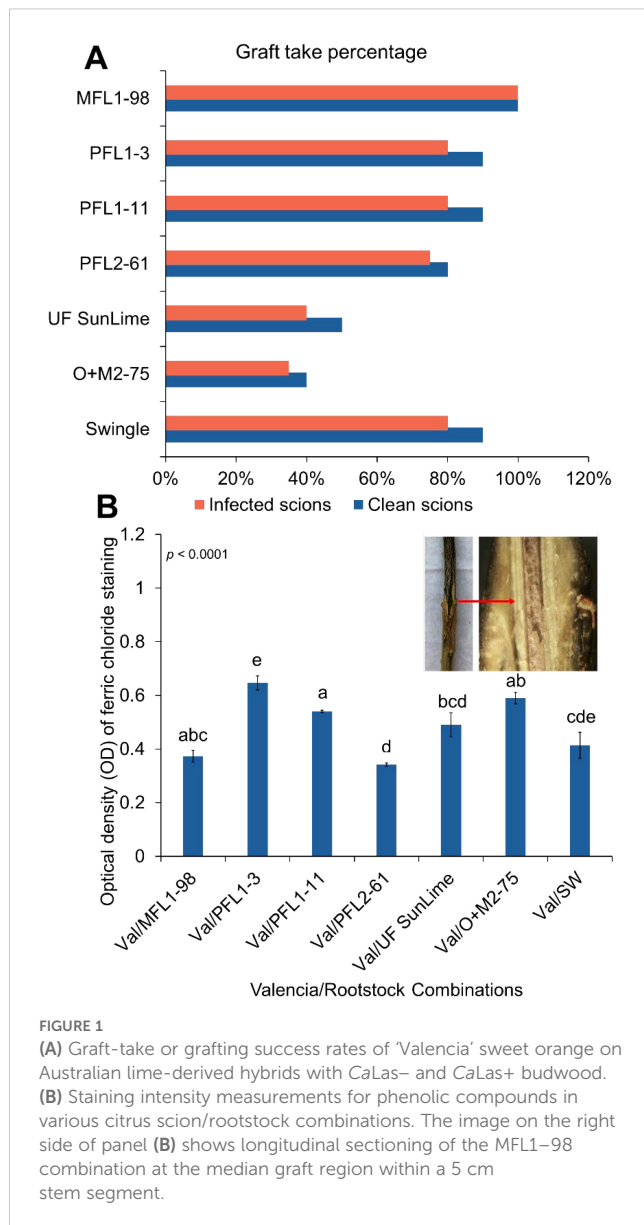 A
Graft take percentage
MFL1-98
PFL1-3
PFL1-11
PFL2-61
UF SunLime
O+M2-75
Swingle
0% 20% 40% 60% 80% 100% 120%
Infected scions Clean scions
B
Optical density (OD) of ferric chloride staining
1.2
1
0.8
0.6
0.4
0.2
0
p < 0.0001
abc
e
a
d
bcd
ab
cde
Val/MFL1-98
Val/PFL1-3
Val/PFL1-11
Val/PFL2-61
Val/UF SunLime
Val/O+M2-75
Val/SW
Valencia/Rootstock Combinations
FIGURE 1
(A) Graft-take or grafting success rates of ‘Valencia’ sweet orange on
Australian lime-derived hybrids with CaLas– and CaLas+ budwood.
(B) Staining intensity measurements for phenolic compounds in
various citrus scion/rootstock combinations. The image on the right
side of panel (B) shows longitudinal sectioning of the MFL1–98
combination at the median graft region within a 5 cm
stem segment.